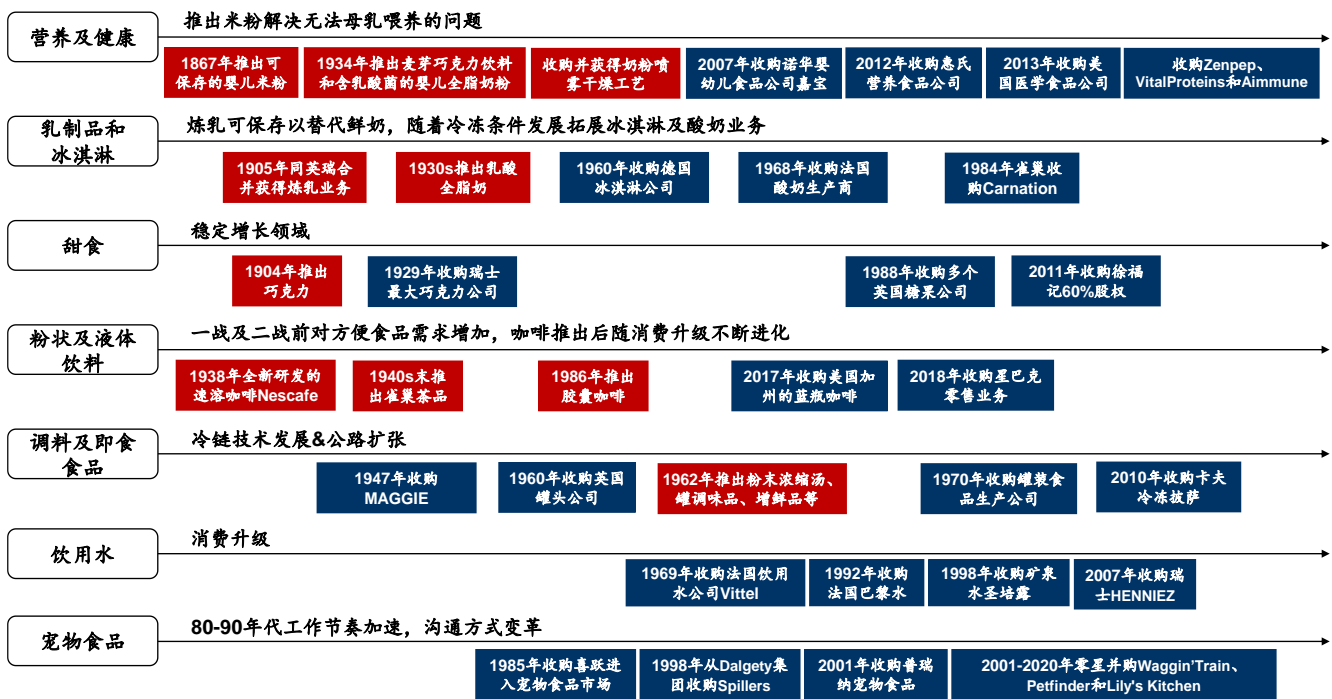 营养及健康
推出米粉解决无法母乳喂养的问题
1867年推出可
保存的婴儿米粉
1934年推出麦芽巧克力饮料
和含乳酸菌的婴儿全脂奶粉
收购并获得奶粉喷
雾干燥工艺
2007年收购诺华婴
幼儿食品公司嘉宝
2012年收购惠氏
营养食品公司
2013年收购美
国医学食品公司
收购Zenpep、
VitalProteins和Aimmune
乳制品和
冰淇淋
炼乳可保存以替代鲜奶，随着冷冻条件发展拓展冰淇淋及酸奶业务
1905年同英瑞合
并获得炼乳业务
1930s推出乳酸
全脂奶
1960年收购德国
冰淇淋公司
1968年收购法国
酸奶生产商
1984年雀巢收
购Carnation
甜食
稳定增长领域
1904年推出
巧克力
1929年收购瑞士
最大巧克力公司
1988年收购多个
英国糖果公司
2011年收购徐福
记60%股权
粉状及液体
饮料
一战及二战前对方便食品需求增加，咖啡推出后随消费升级不断进化
1938年全新研发的
速溶咖啡Nescafe
1940s末推
出雀巢茶品
1986年推出
胶囊咖啡
2017年收购美国加
州的蓝瓶咖啡
2018年收购星巴克
零售业务
调料及即食
食品
冷链技术发展&公路扩张
1947年收购
MAGGIE
1960年收购英国
罐头公司
1962年推出粉末浓缩汤、
罐调味品、增鲜品等
1970年收购罐装食
品生产公司
2010年收购卡夫
冷冻披萨
饮用水
消费升级
1969年收购法国饮用
水公司Vittel
1992年收购
法国巴黎水
1998年收购矿泉
水圣培露
2007年收购瑞
士HENNIEZ
宠物食品
80-90年代工作节奏加速，沟通方式变革
1985年收购喜跃进
入宠物食品市场
1998年从Dalgety集
团收购Spillers
2001年收购普瑞
纳宠物食品
2001-2020年零星并购Waggin’Train、
Petfinder和Lily's Kitchen